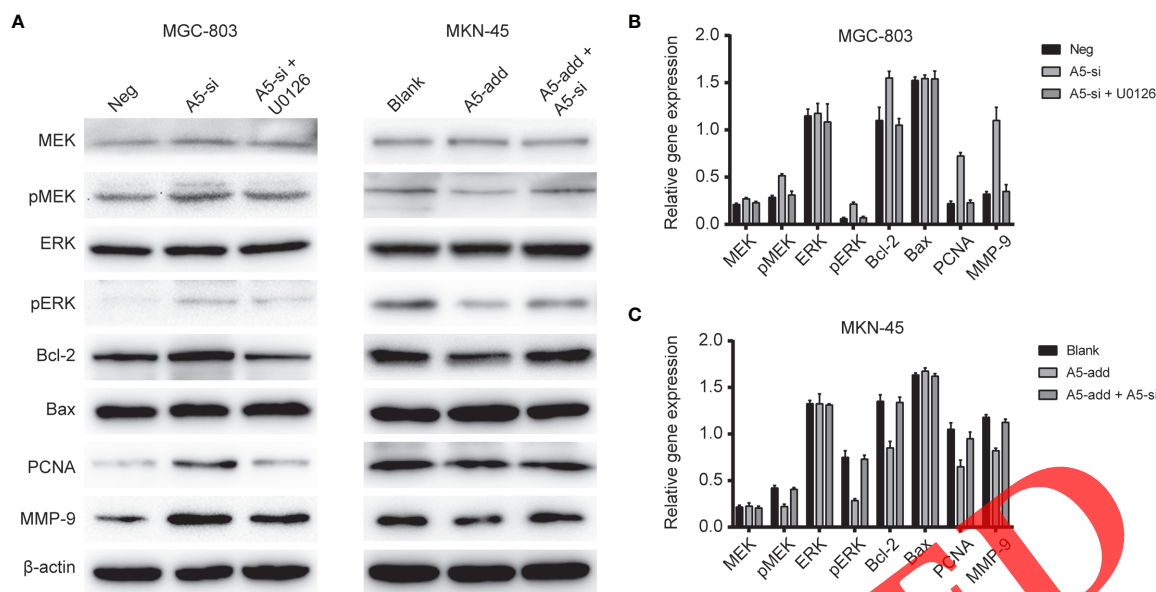 A
MGC-803
MKN-45
Neg
A5-si
A5-si +
U0126
Blank
A5-add
A5-add +
A5-si
MEK
pMEK
ERK
pERK
Bcl-2
Bax
PCNA
MMP-9
β-actin
B
MGC-803
Relative gene expression
2.0
1.5
1.0
0.5
0.0
MEK
pMEK
ERK
pERK
Bcl-2
Bax
PCNA
MMP-9
Neg
A5-si
A5-si + U0126
C
MKN-45
Relative gene expression
2.0
1.5
1.0
0.5
0.0
MEK
pMEK
ERK
pERK
Bcl-2
Bax
PCNA
MMP-9
Blank
A5-add
A5-add + A5-si
ED